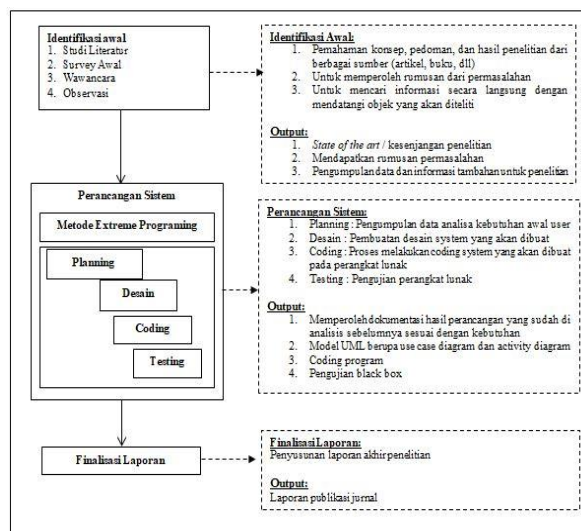 Identifikasi awal
1. Studi Literatur
2. Survey Awal
3. Wawancara
4. Observasi
Identifikasi Awal:
1. Pemahaman konsep, pedoman, dan hasil penelitian dari
berbagai sumber (artikel, buku, dll)
2. Untuk memperoleh rumusan dari permasalahan
3. Untuk mencari informasi secara langsung dengan
mendatangi objek yang akan diteliti
Output:
1. State of the art / kesenjangan penelitian
2. Mendapatkan rumusan permasalahan
3. Pengumpulan data dan informasi tambahan untuk penelitian
Perancangan Sistem
Metode Extreme Programing
Planning
Desain
Coding
Testing
Perancangan Sistem:
1. Planning : Pengumpulan data analisa kebutuhan awal user
2. Desain : Pembuatan desain system yang akan dibuat
3. Coding : Proses melakukan coding system yang akan dibuat
pada perangkat lunak
4. Testing : Pengujian perangkat lunak
Output:
1. Memperoleh dokumentasi hasil perancangan yang sudah di
analisis sebelumnya sesuai dengan kebutuhan
2. Model UML berupa use case diagram dan activity diagram
3. Coding program
4. Pengujian black box
Finalisasi Laporan
Finalisasi Laporan:
Penyusunan laporan akhir penelitian
Output:
Laporan publikasi jurnal